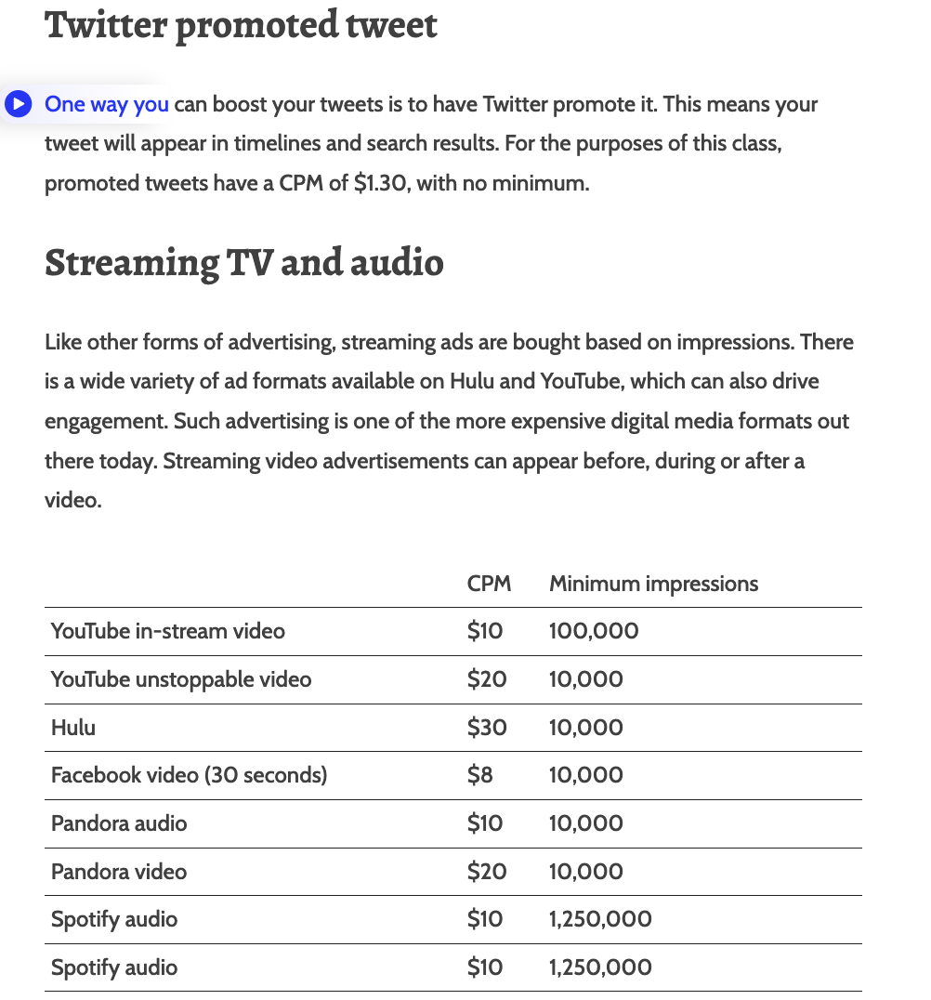 Twitter promoted tweet
One way you can boost your tweets is to have Twitter promote it. This means your
tweet will appear in timelines and search results. For the purposes of this class,
promoted tweets have a CPM of $1.30, with no minimum.
Streaming TV and audio
Like other forms of advertising, streaming ads are bought based on impressions. There
is a wide variety of ad formats available on Hulu and YouTube, which can also drive
engagement. Such advertising is one of the more expensive digital media formats out
there today. Streaming video advertisements can appear before, during or after a
video.
CPM Minimum impressions
YouTube in-stream video $10 100,000
YouTube unstoppable video $20 10,000
Hulu $30 10,000
Facebook video (30 seconds) $8 10,000
Pandora audio $10 10,000
Pandora video $20 10,000
Spotify audio $10 1,250,000
Spotify audio $10 1,250,000